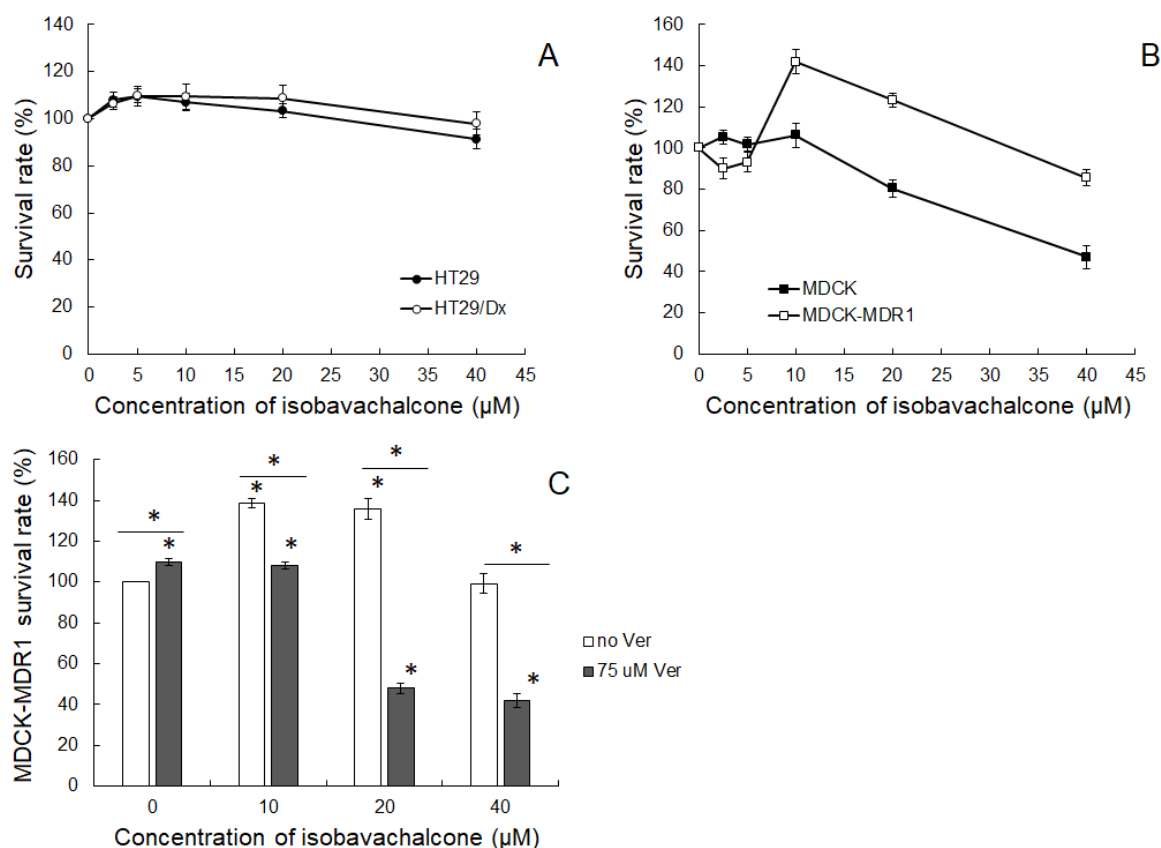 140
120
100
80
60
40
20
0
Survival rate (%)
A
HT29
HT29/Dx
0 5 10 15 20 25 30 35 40 45
Concentration of isobavachalcone (µM)
160
140
120
100
80
60
40
20
0
Survival rate (%)
B
MDCK
MDCK-MDR1
0 5 10 15 20 25 30 35 40 45
Concentration of isobavachalcone (µM)
160
140
120
100
80
60
40
20
0
MDCK-MDR1 survival rate (%)
C
* *
* * *
* * *
* *
no Ver
75 uM Ver
0 10 20 40
Concentration of isobavachalcone (µM)